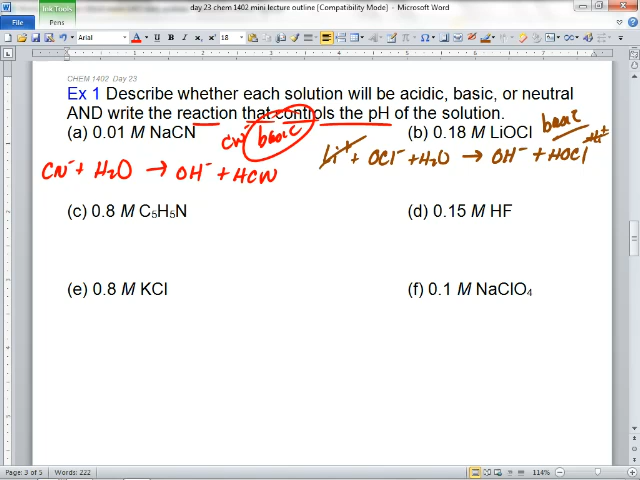 day 23 chem 1402 mini lecture outline [Compatibility Mode] - Microsoft Word
Ink Tools
File
Pens
Arial
18
CHEM 1402 Day 23
Ex 1 Describe whether each solution will be acidic, basic, or neutral
AND write the reaction that controls the pH of the solution.
(a) 0.01 M NaCN
CN⁻ basic
(b) 0.18 M LiOCl
basic
CN⁻ + H₂O → OH⁻ + HCN
Li⁺ + OCl⁻ + H₂O → OH⁻ + HOCl + Li⁺
(c) 0.8 M C₅H₅N
(d) 0.15 M HF
(e) 0.8 M KCl
(f) 0.1 M NaClO₄
Page: 3 of 5
Words: 222
114%